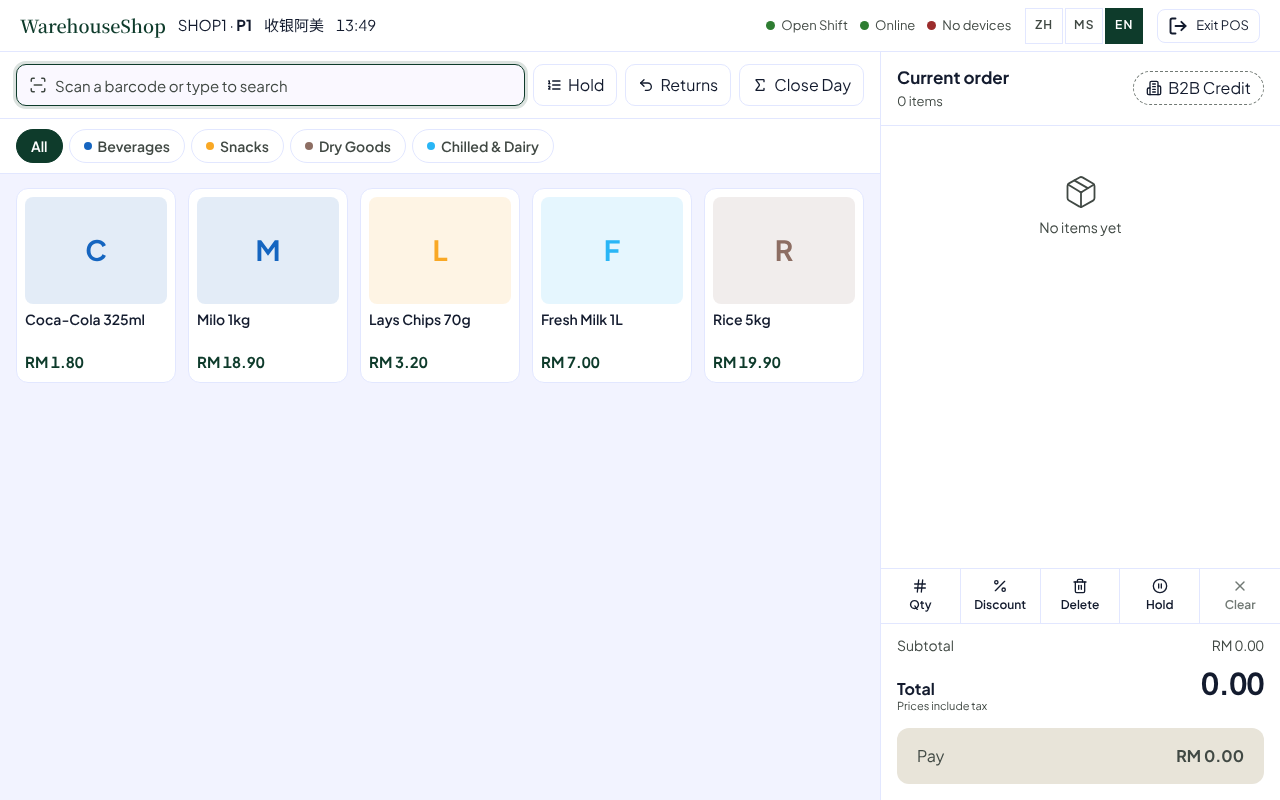 WarehouseShop SHOP1 · P1 收银阿美 13:49
Open Shift Online No devices ZH MS EN Exit POS
Scan a barcode or type to search
Hold Returns Close Day
All Beverages Snacks Dry Goods Chilled & Dairy
C M L F R
Coca-Cola 325ml Milo 1kg Lays Chips 70g Fresh Milk 1L Rice 5kg
RM 1.80 RM 18.90 RM 3.20 RM 7.00 RM 19.90
Current order
0 items
B2B Credit
No items yet
Qty Discount Delete Hold Clear
Subtotal RM 0.00
Total 0.00
Prices include tax
Pay RM 0.00